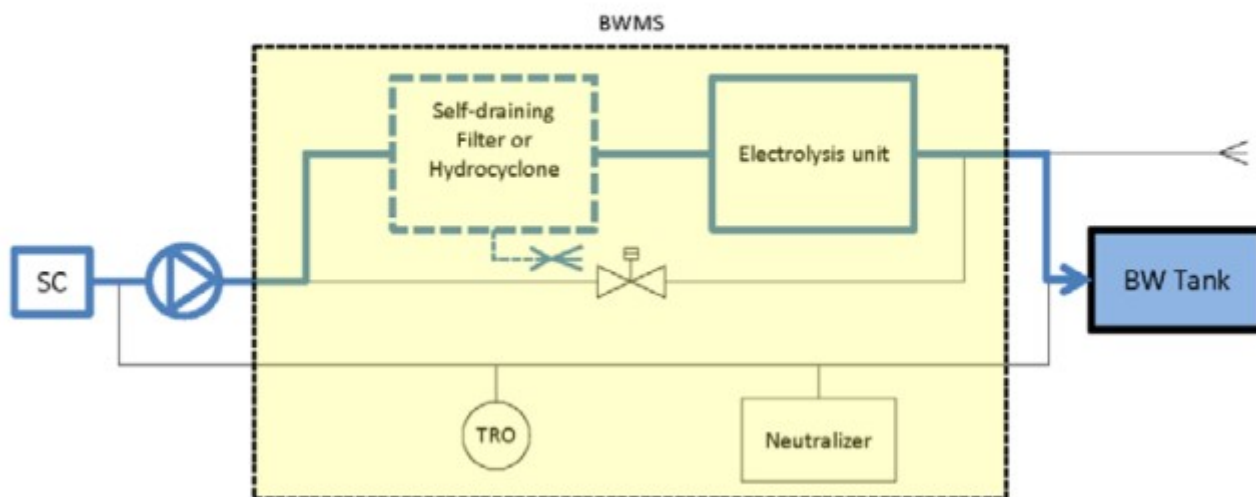 BWMS
Self-draining
Filter or
Hydrocyclone
Electrolysis unit
SC
BW Tank
TRO
Neutralizer